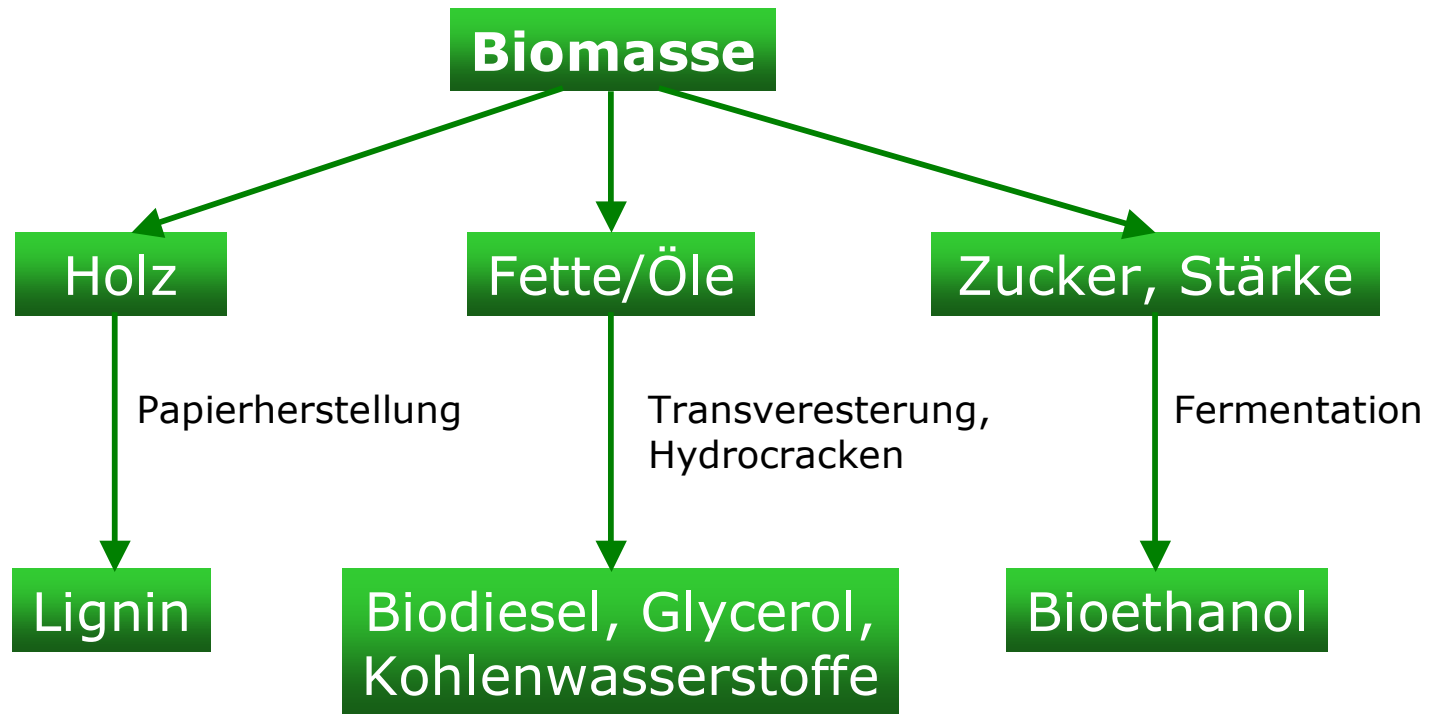 Biomasse
Holz
Fette/Öle
Zucker, Stärke
Papierherstellung
Transveresterung,
Hydrocracken
Fermentation
Lignin
Biodiesel, Glycerol,
Kohlenwasserstoffe
Bioethanol